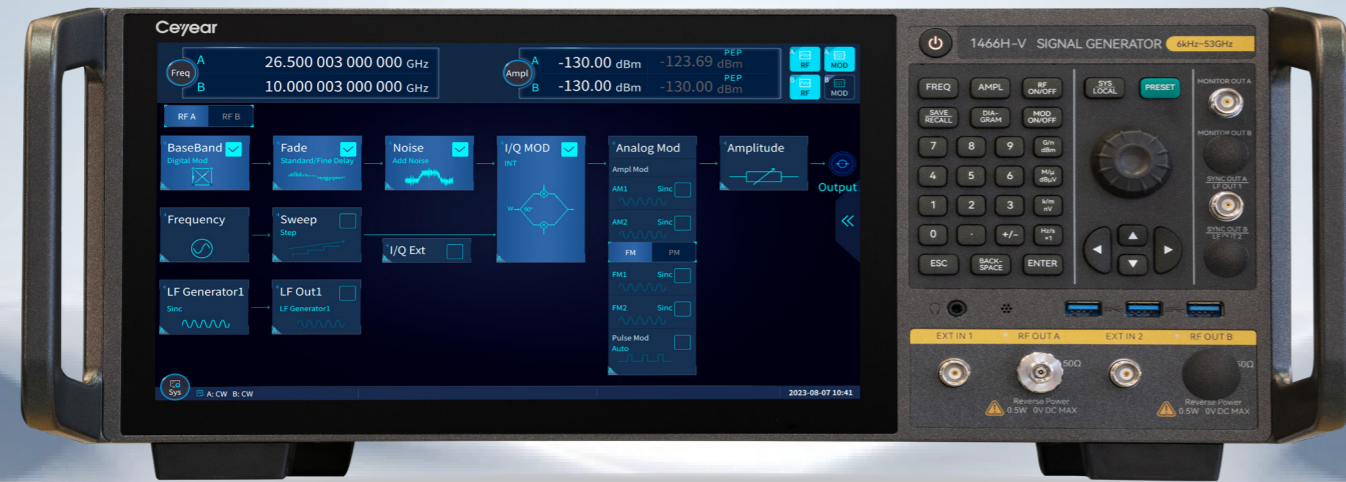 Ceyear
Freq
A 26.500 003 000 000 GHz
B 10.000 003 000 000 GHz
Ampl
PEP
A -130.00 dBm -123.69 dBm
PEP
B -130.00 dBm -130.00 dBm
A RF
A MOD
B RF
B MOD
RF A RF B
BaseBand
Digital Mod
Fade
Standard/Fine Delay
Noise
Add Noise
I/Q MOD
INT
W 90°
Analog Mod
Ampl Mod
AM1 Sinc
AM2 Sinc
FM PM
FM1 Sinc
FM2 Sinc
Pulse Mod
Auto
Amplitude
Output
Frequency
Sweep
Step
I/Q Ext
LF Generator1
Sinc
LF Out1
LF Generator1
Sys
A: CW B: CW
2023-08-07 10:41
1466H-V SIGNAL GENERATOR 6kHz~53GHz
FREQ AMPL RF ON/OFF
SYS LOCAL PRESET
SAVE RECALL DIA-GRAM MOD ON/OFF
7 8 9 G/n dBm
4 5 6 M/μ dBμV
1 2 3 k/m nV
0 . +/- Hz/s ×1
ESC BACK-SPACE ENTER
MONITOR OUT A
MONITOR OUT B
SYNC OUT A
LF OUT 1
SYNC OUT B
LF OUT 2
EXT IN 1 RF OUT A EXT IN 2 RF OUT B
50Ω
50Ω
Reverse Power
0.5W 0V DC MAX
Reverse Power
0.5W 0V DC MAX